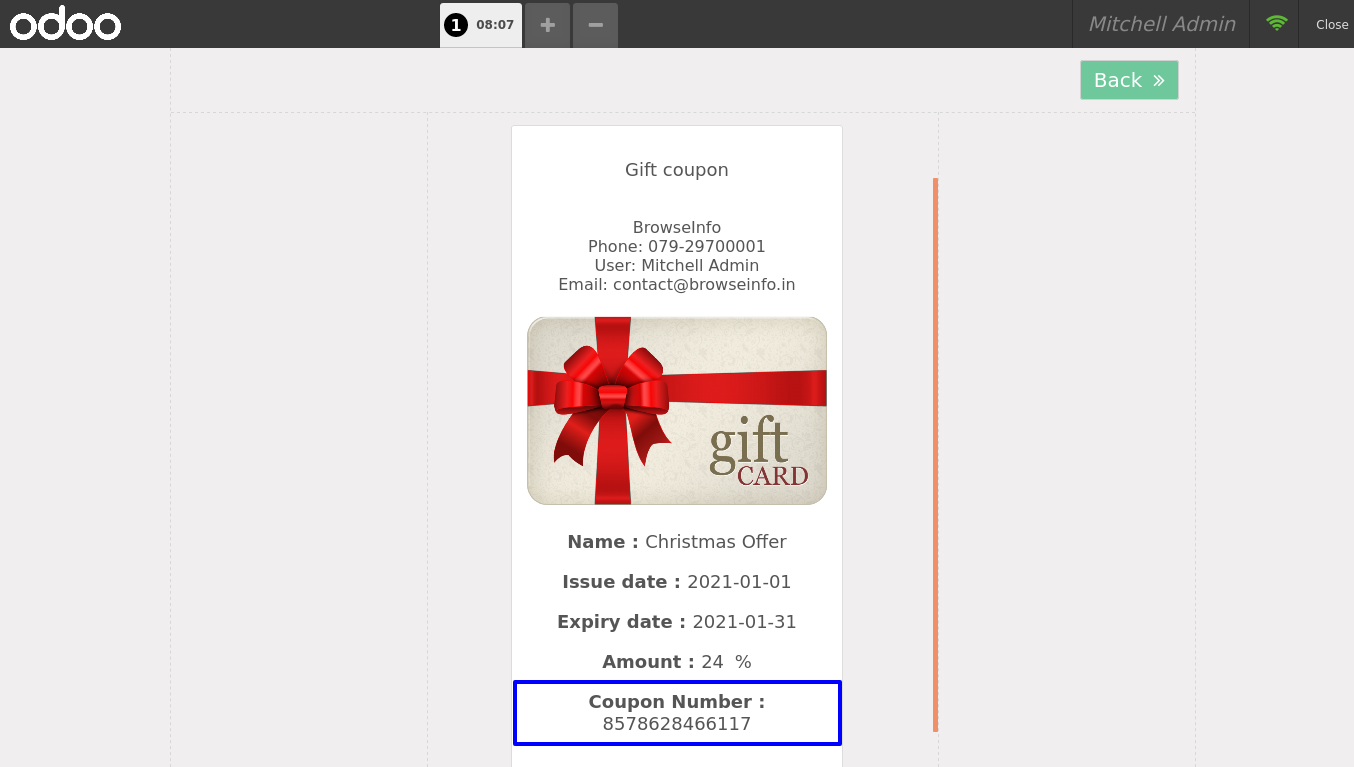 odoo
1 08:07
Mitchell Admin
Close
Back
Gift coupon
BrowseInfo
Phone: 079-29700001
User: Mitchell Admin
Email: contact@browseinfo.in
gift
CARD
Name : Christmas Offer
Issue date : 2021-01-01
Expiry date : 2021-01-31
Amount : 24 %
Coupon Number :
8578628466117